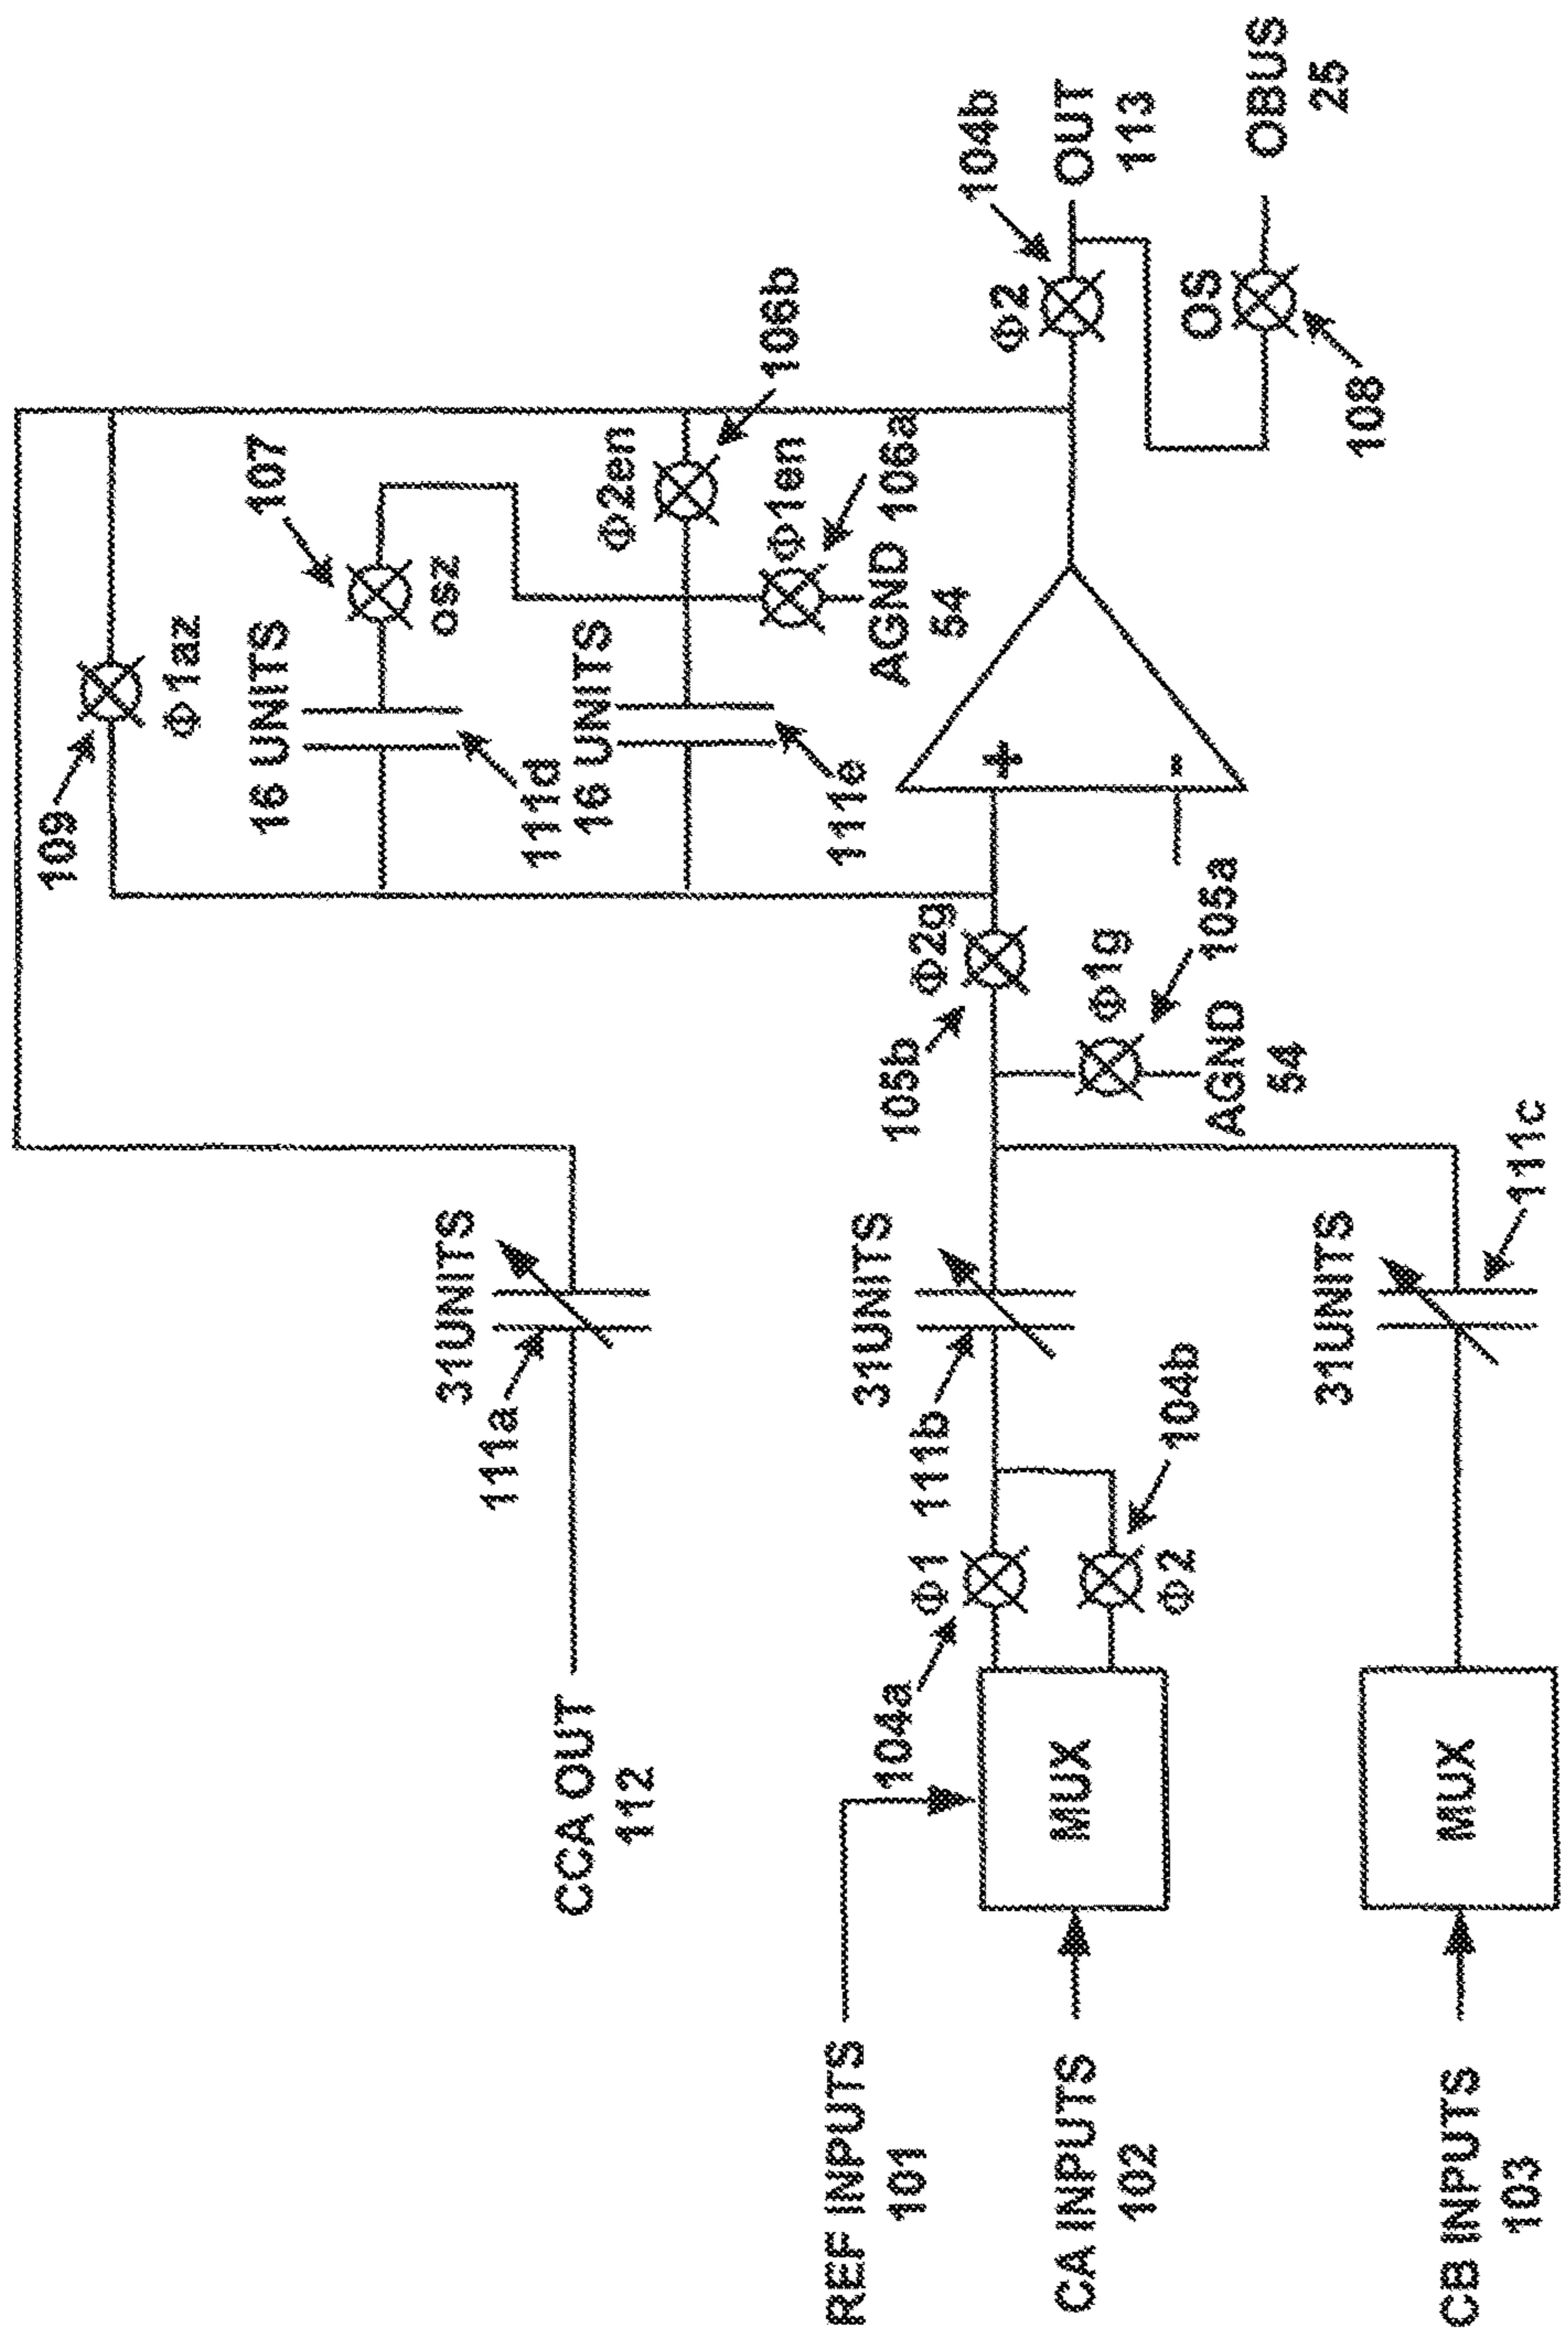 109
Φ1az
16 UNITS
107
osz
31UNITS
111a
111d
CCA OUT
112
16 UNITS
Φ2en
106b
Φ1en
111e
AGND 106a
54
REF INPUTS
101
104a
31UNITS
105b
Φ1
111b
Φ2g
+
104b
Φ2
CA INPUTS
102
MUX
OUT
113
Φ1g
Φ2
104b
-
105a
AGND
54
OS
OBUS
25
31UNITS
108
CB INPUTS
103
MUX
111c